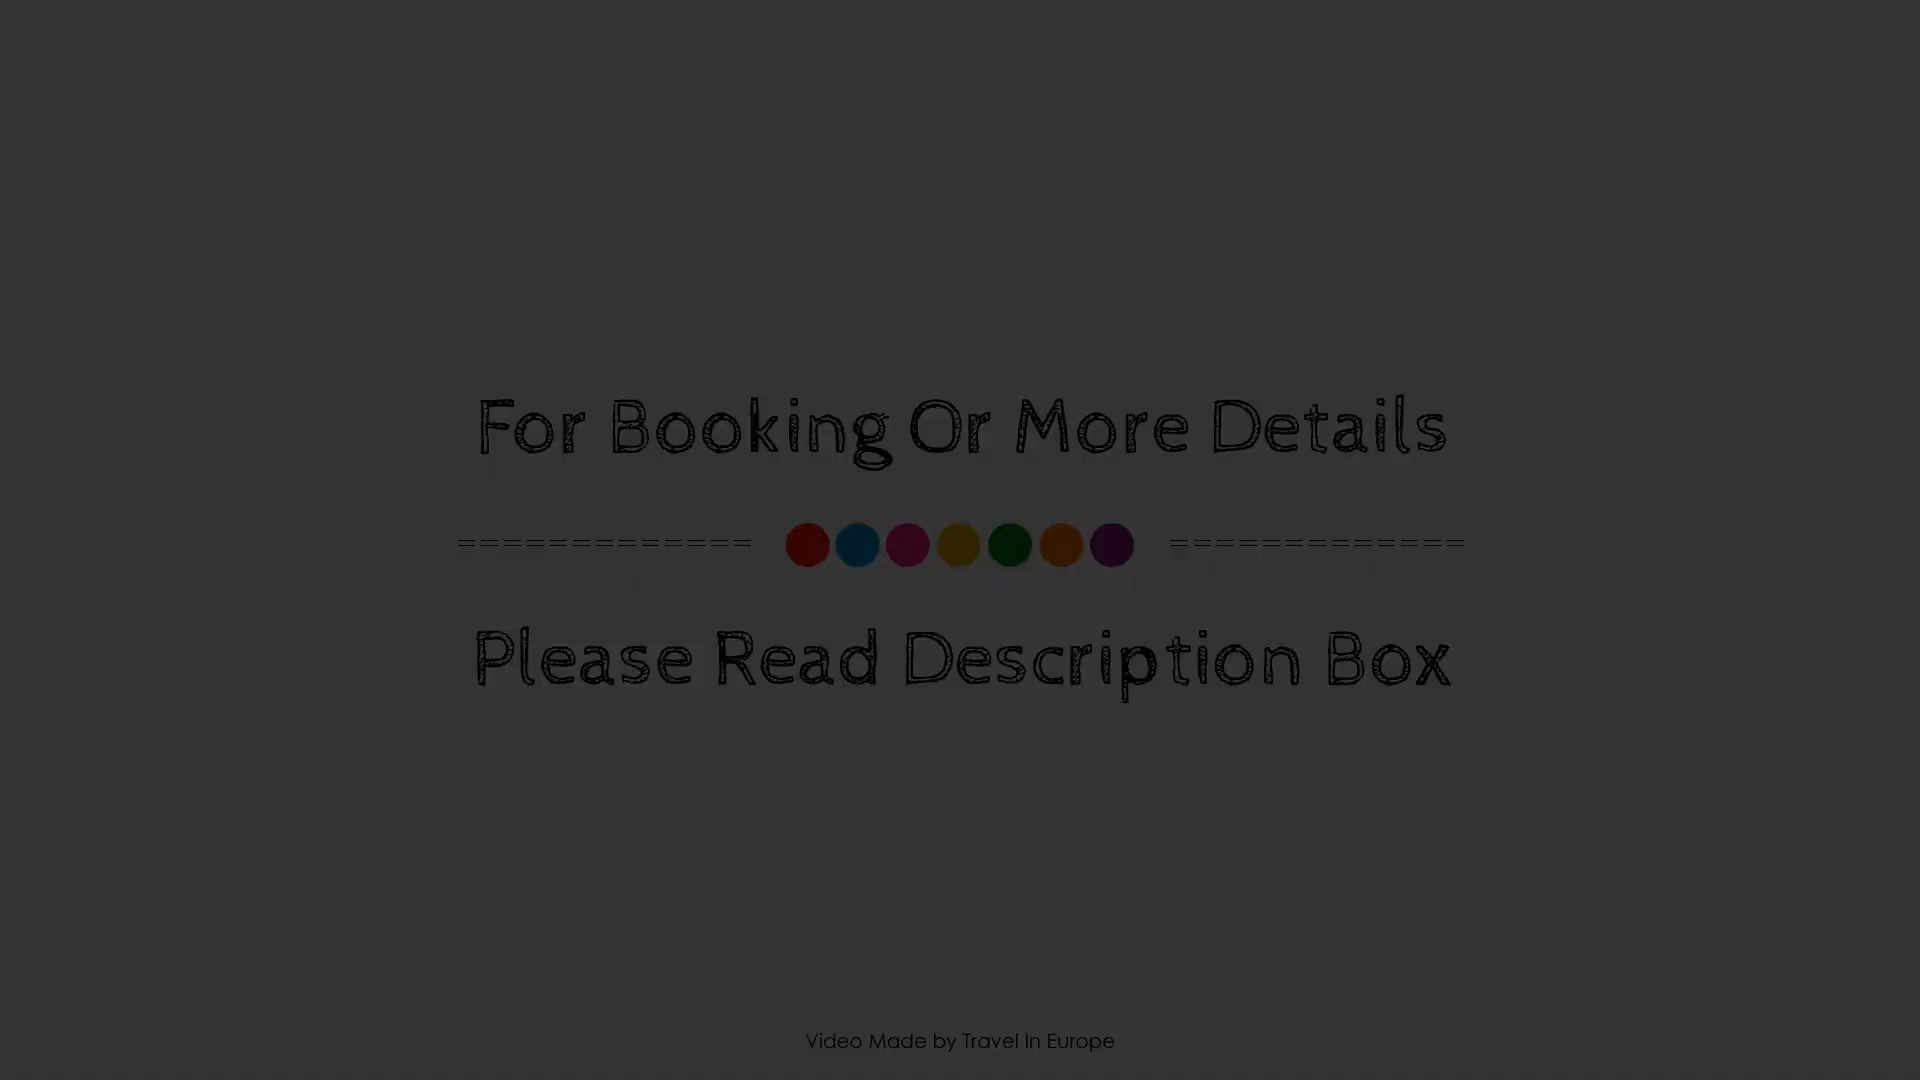 For Booking Or More Details
============= =============
Please Read Description Box
Video Made by Travel In Europe